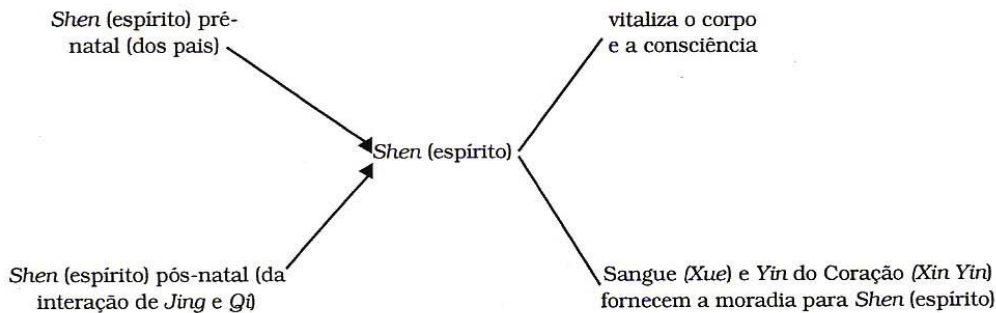 Shen (espírito) pré-
natal (dos pais)
vitaliza o corpo
e a consciência
Shen (espírito)
Shen (espírito) pós-natal (da
interação de Jing e Qi)
Sangue (Xue) e Yin do Coração (Xin Yin)
fornecem a moradia para Shen (espírito)